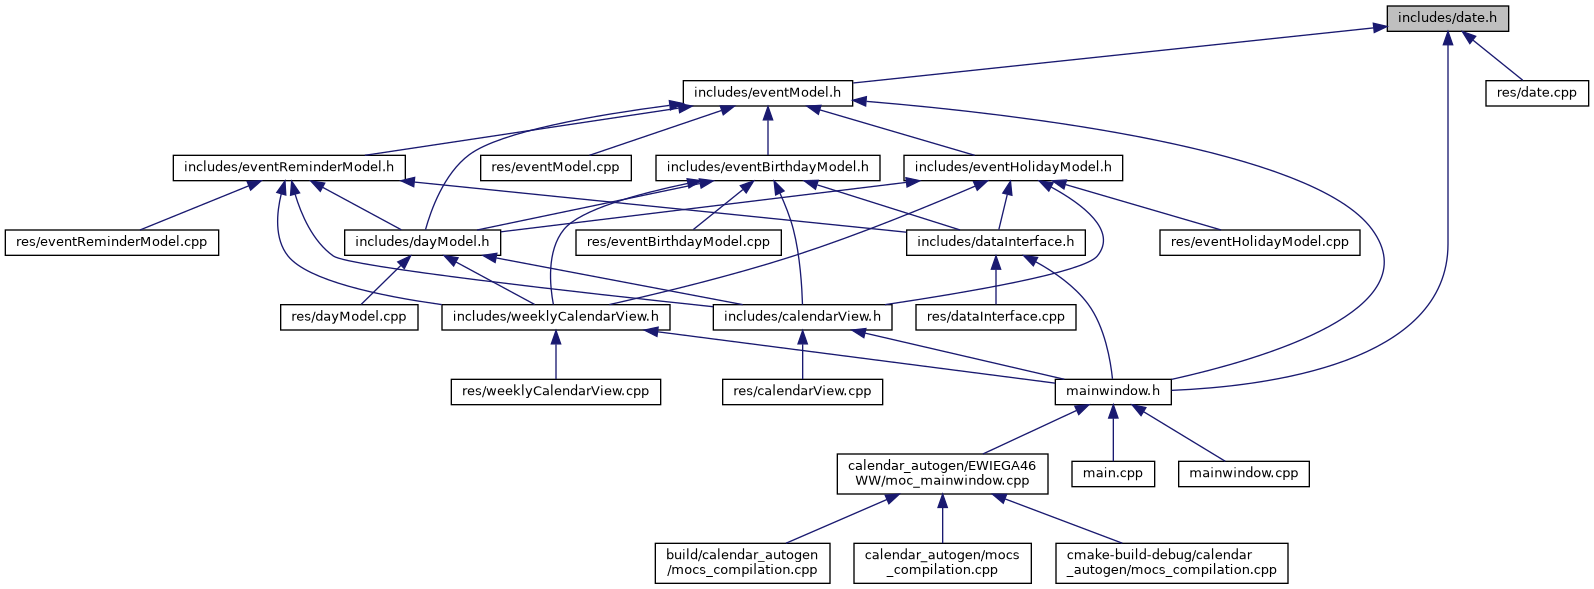 includes/date.h
includes/eventModel.h
res/date.cpp
includes/eventReminderModel.h
res/eventModel.cpp
includes/eventBirthdayModel.h
includes/eventHolidayModel.h
res/eventReminderModel.cpp
includes/dayModel.h
res/eventBirthdayModel.cpp
includes/dataInterface.h
res/eventHolidayModel.cpp
res/dayModel.cpp
includes/weeklyCalendarView.h
includes/calendarView.h
res/dataInterface.cpp
res/weeklyCalendarView.cpp
res/calendarView.cpp
mainwindow.h
calendar_autogen/EWIEGA46
WW/moc_mainwindow.cpp
main.cpp
mainwindow.cpp
build/calendar_autogen
/mocs_compilation.cpp
calendar_autogen/mocs
_compilation.cpp
cmake-build-debug/calendar
_autogen/mocs_compilation.cpp